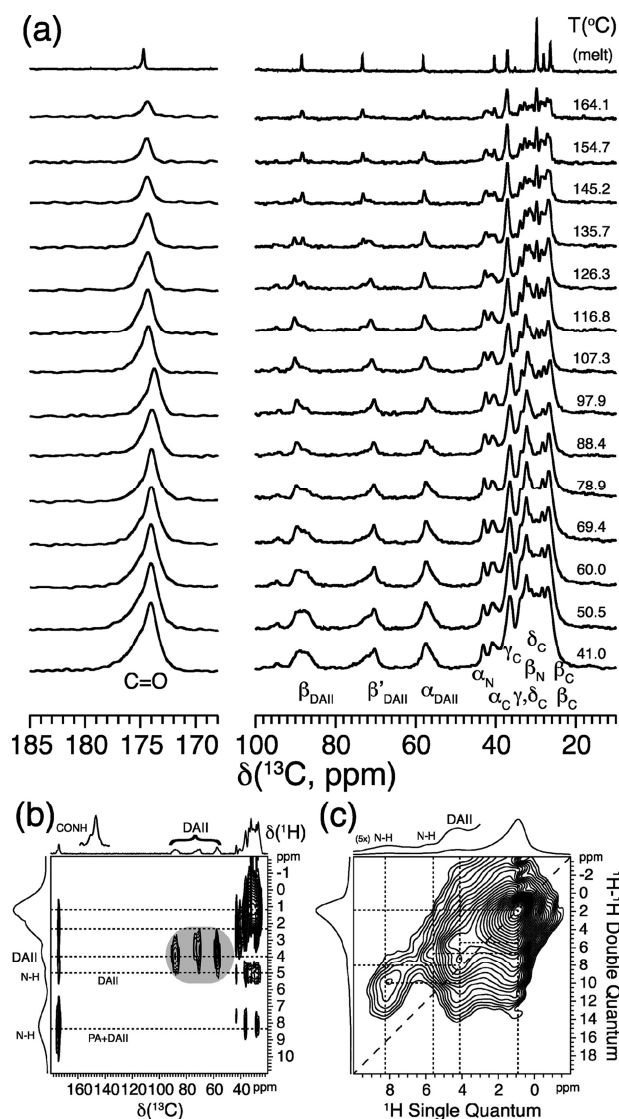 (a)
T(°C)
(melt)
164.1
154.7
145.2
135.7
126.3
116.8
107.3
97.9
88.4
78.9
69.4
60.0
50.5
41.0
C=O
β_DAII
β'_DAII
α_DAII
α_N
α_C
γ_C
γ,δ_C
δ_C
β_N
β_C
β_C
185 180 175 170 100 80 60 40 20
δ(¹³C, ppm)
(b)
CONH
DAII
δ(¹H)
ppm
0
1
2
3
4
5
6
7
8
9
10
DAII
N-H
DAII
N-H
PA+DAII
160 140 120 100 80 60 40 ppm
δ(¹³C)
(c)
DAII
(5x) N-H
N-H
ppm
-2
0
2
4
6
8
10
12
14
16
18
¹H-¹H Double Quantum
8 6 4 2 0 ppm
¹H Single Quantum